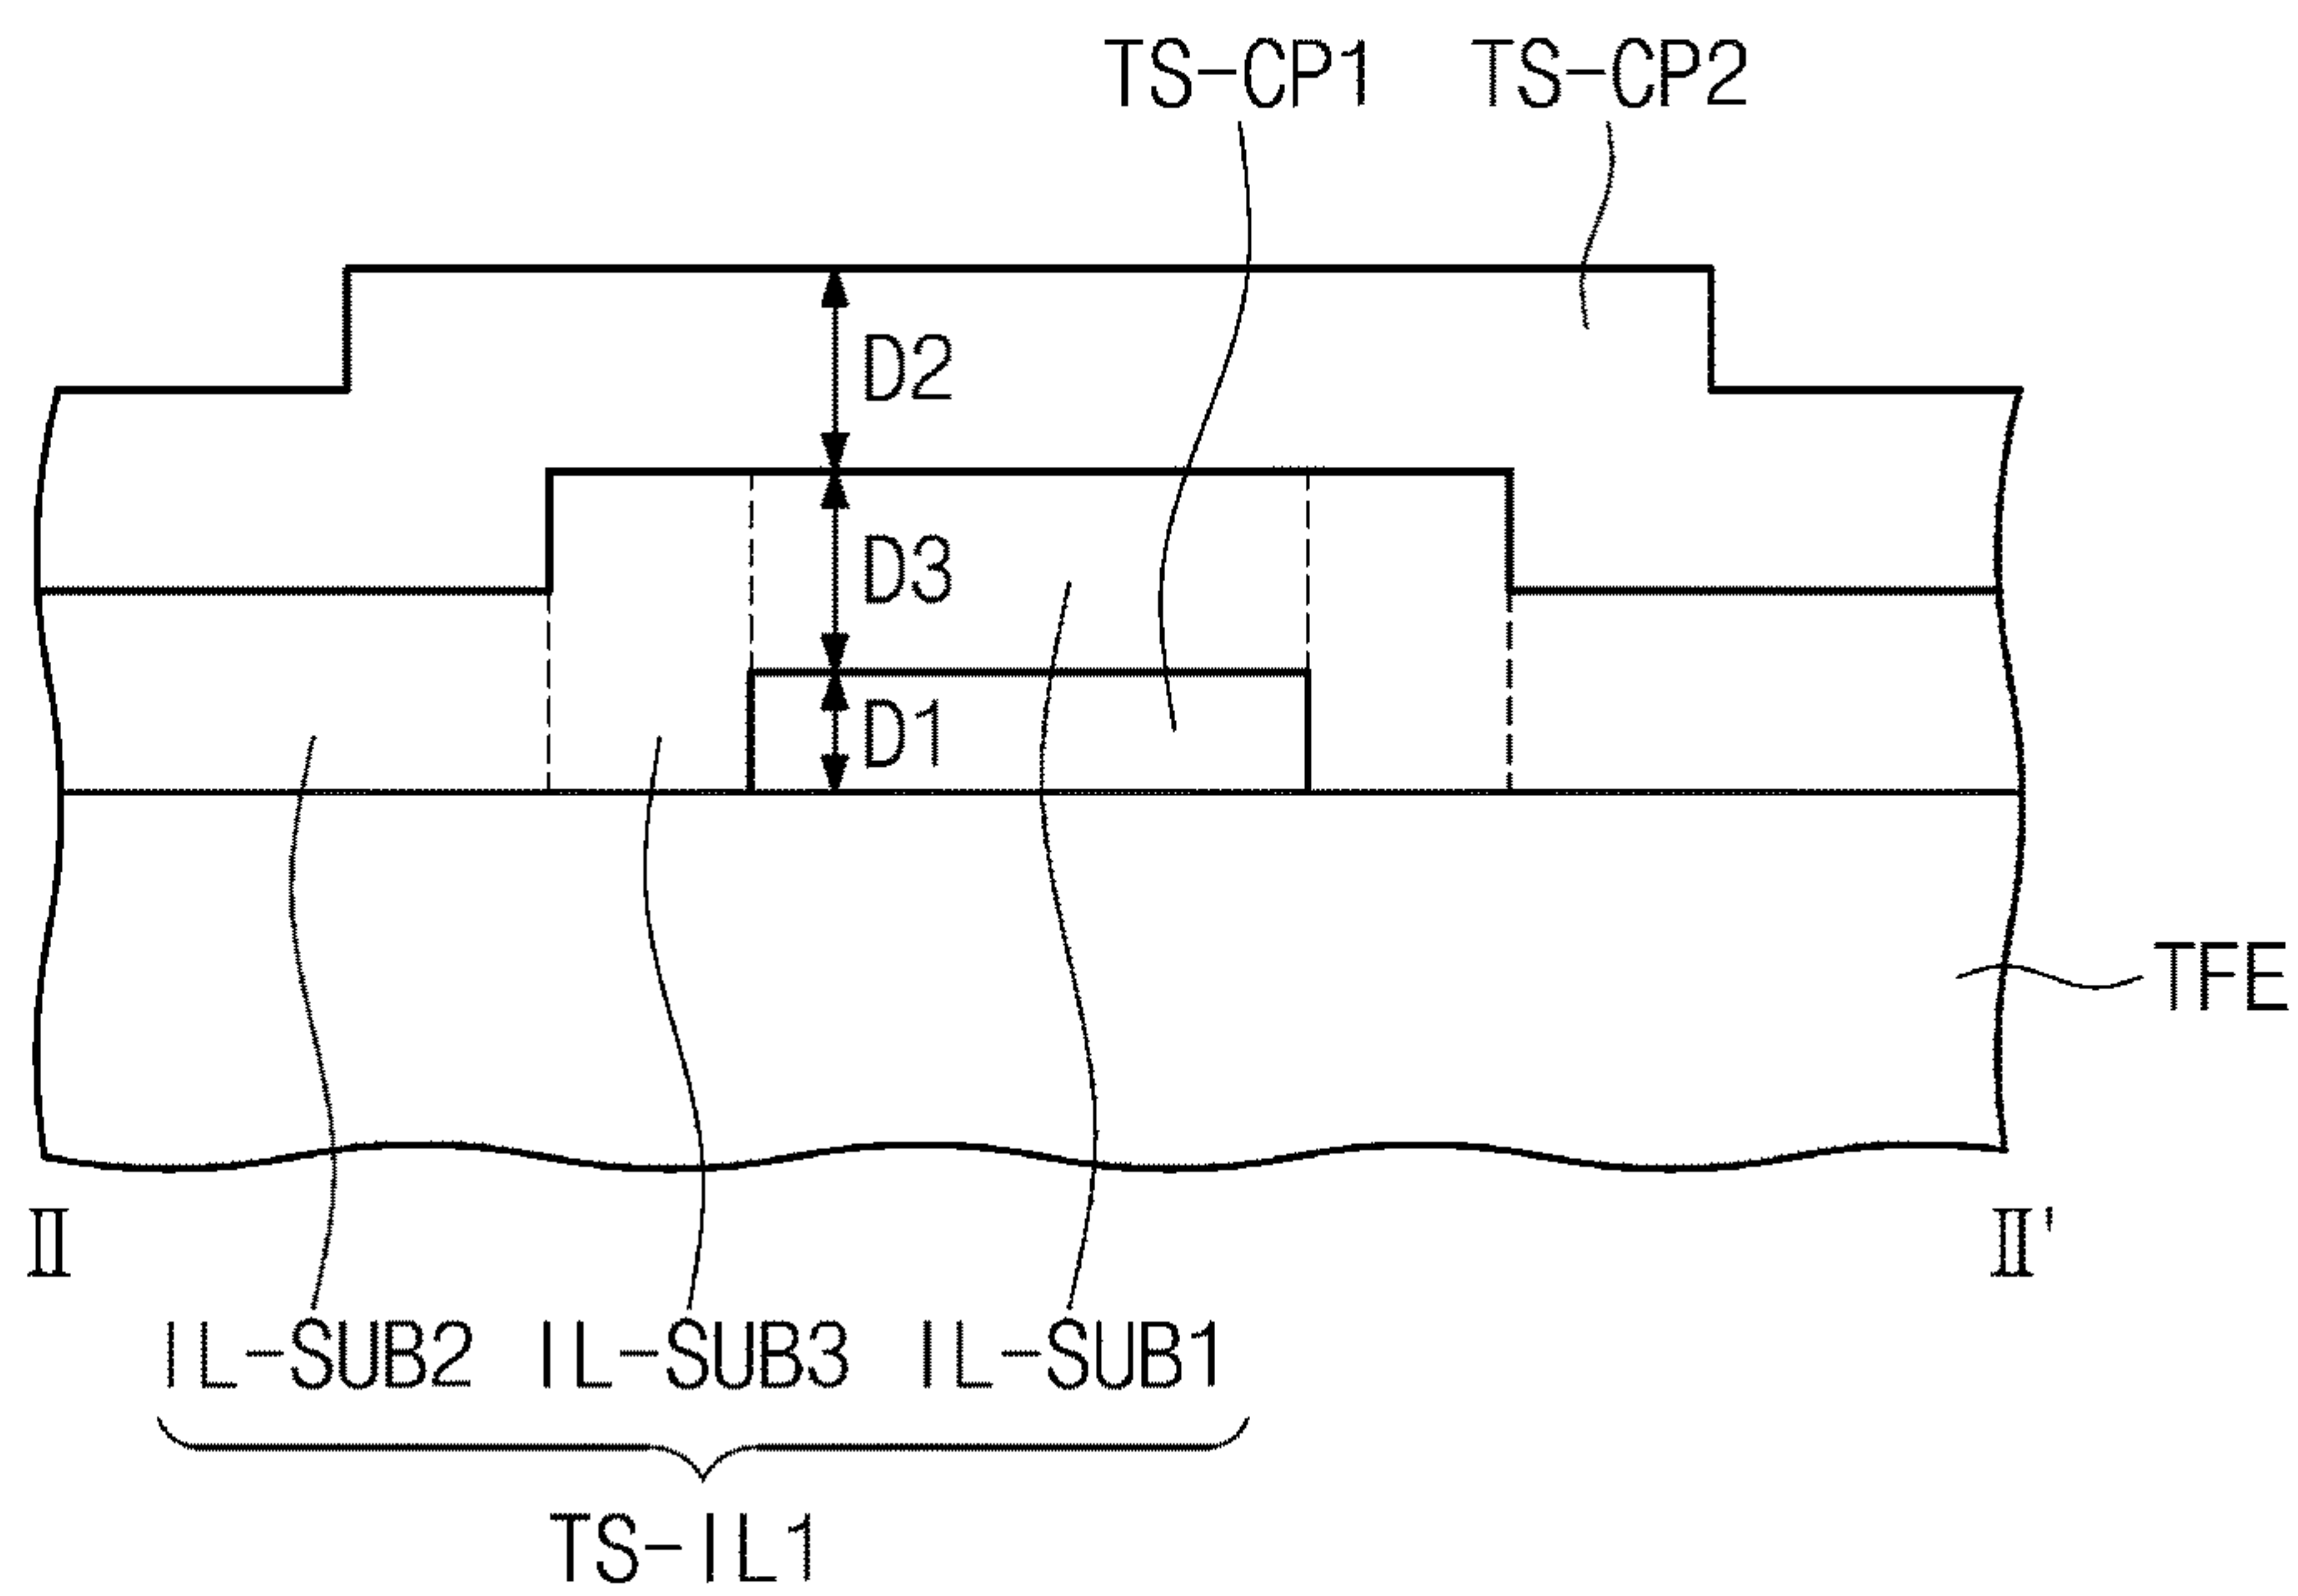 TS-CP1 TS-CP2
D2
D3
D1
TFE
Ⅱ Ⅱ'
IL-SUB2 IL-SUB3 IL-SUB1
TS-IL1